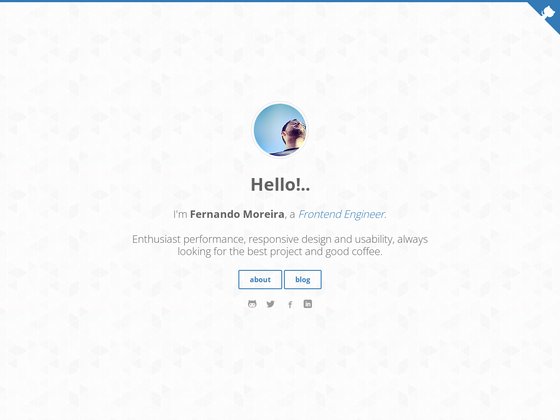 Hello!..
I'm Fernando Moreira, a Frontend Engineer.
Enthusiast performance, responsive design and usability, always
looking for the best project and good coffee.
about blog